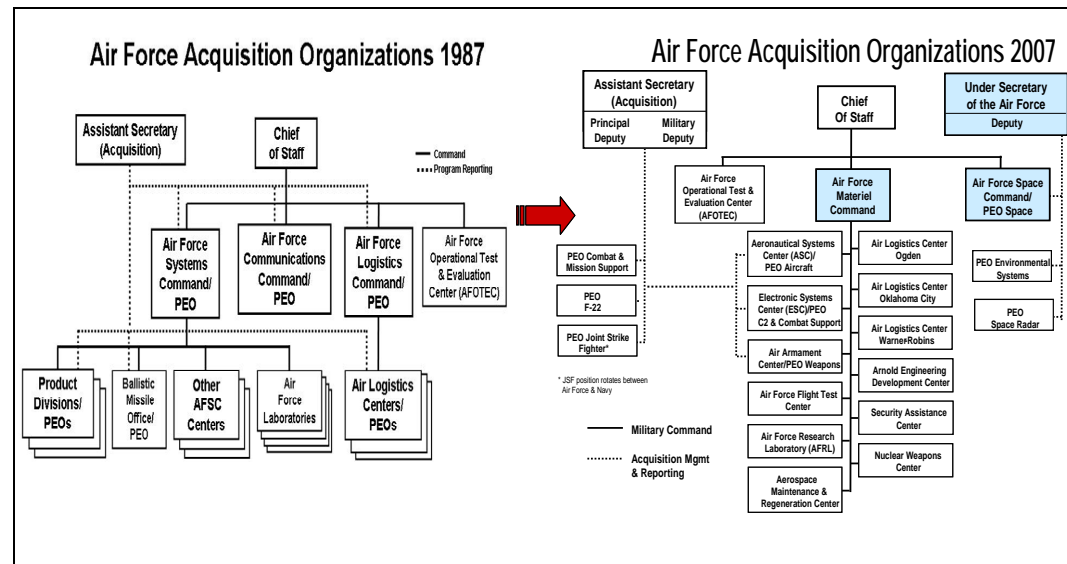 Air Force Acquisition Organizations 1987
Assistant Secretary
(Acquisition)
Chief
of Staff
Command
Program Reporting
Air Force
Systems
Command/
PEO
Air Force
Communications
Command/
PEO
Air Force
Logistics
Command/
PEO
Air Force
Operational Test
& Evaluation
Center (AFOTEC)
Product
Divisions/
PEOs
Ballistic
Missile
Office/
PEO
Other
AFSC
Centers
Air
Force
Laboratories
Air Logistics
Centers/
PEOs
Air Force Acquisition Organizations 2007
Assistant Secretary
(Acquisition)
Principal
Deputy
Military
Deputy
Chief
Of Staff
Under Secretary
of the Air Force
Deputy
Air Force
Operational Test &
Evaluation Center
(AFOTEC)
Air Force
Materiel
Command
Air Force Space
Command/
PEO Space
PEO Combat &
Mission Support
PEO
F-22
PEO Joint Strike
Fighter*
* JSF position rotates between
Air Force & Navy
Military Command
Acquisition Mgmt
& Reporting
Aeronautical Systems
Center (ASC)/
PEO Aircraft
Electronic Systems
Center (ESC)/PEO
C2 & Combat Support
Air Armament
Center/PEO Weapons
Air Force Flight Test
Center
Air Force Research
Laboratory (AFRL)
Aerospace
Maintenance &
Regeneration Center
Air Logistics Center
Ogden
Air Logistics Center
Oklahoma City
Air Logistics Center
Warner-Robins
Arnold Engineering
Development Center
Security Assistance
Center
Nuclear Weapons
Center
PEO Environmental
Systems
PEO
Space Radar